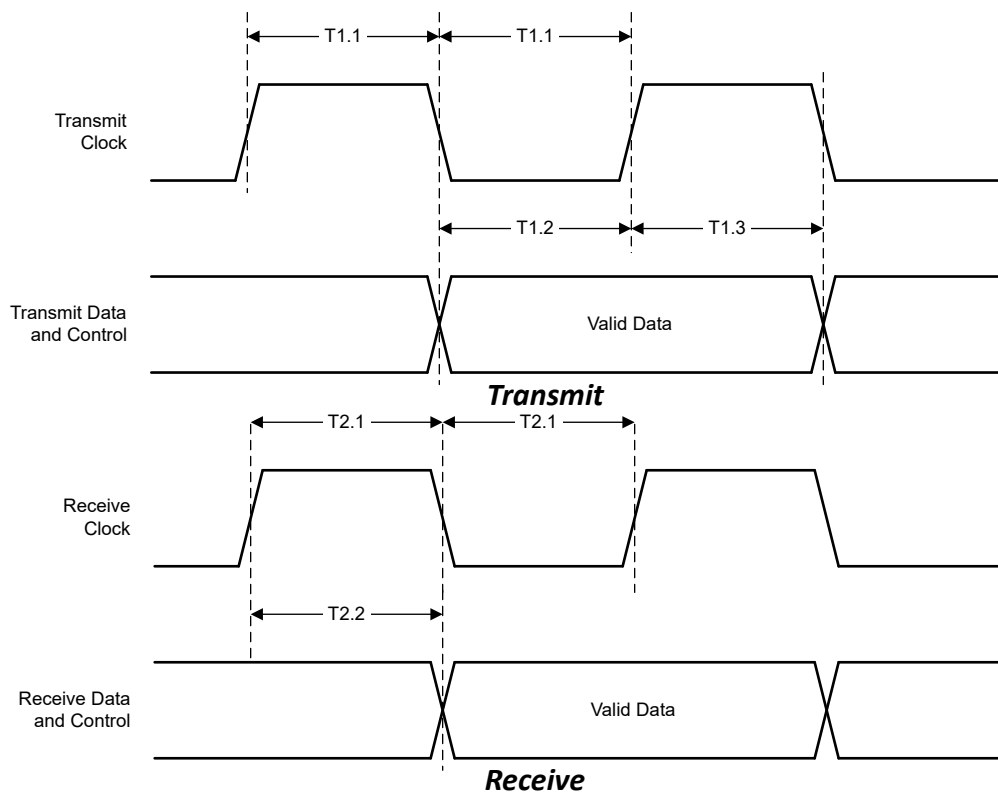 T1.1
T1.1
Transmit
Clock
T1.2
T1.3
Transmit Data
and Control
Valid Data
Transmit
T2.1
T2.1
Receive
Clock
T2.2
Receive Data
and Control
Valid Data
Receive